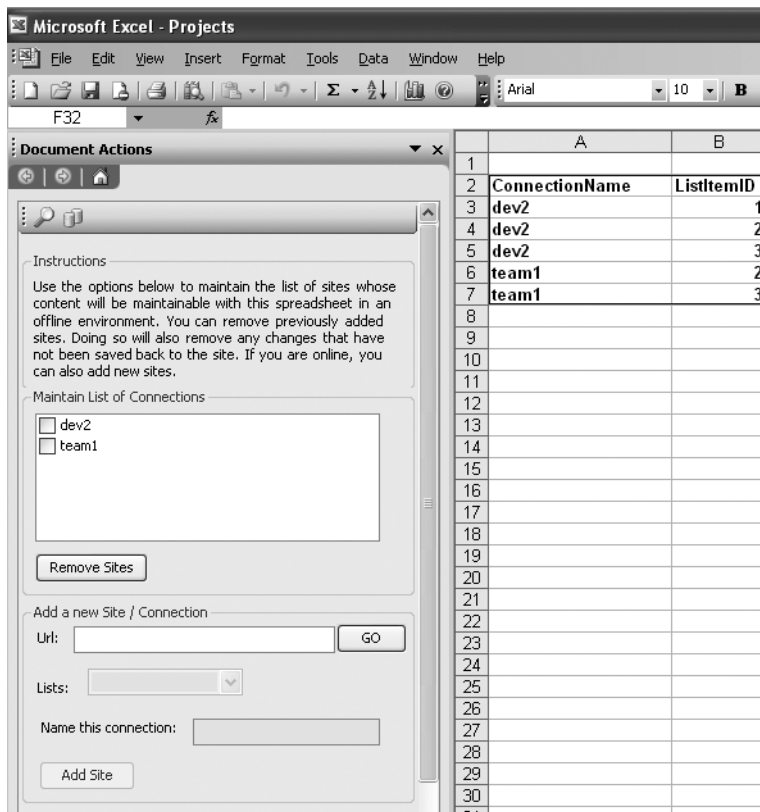 Microsoft Excel - Projects
File Edit View Insert Format Tools Data Window Help
Σ A Z Arial 10 B
F32 fx
Document Actions
A B
1
2 ConnectionName ListItemID
3 dev2 1
4 dev2 2
5 dev2 3
6 team1 2
7 team1 3
8
9
10
11
12
13
14
15
16
17
18
19
20
21
22
23
24
25
26
27
28
29
30
Instructions
Use the options below to maintain the list of sites whose
content will be maintainable with this spreadsheet in an
offline environment. You can remove previously added
sites. Doing so will also remove any changes that have
not been saved back to the site. If you are online, you
can also add new sites.
Maintain List of Connections
dev2
team1
Remove Sites
Add a new Site / Connection
Url: GO
Lists:
Name this connection:
Add Site